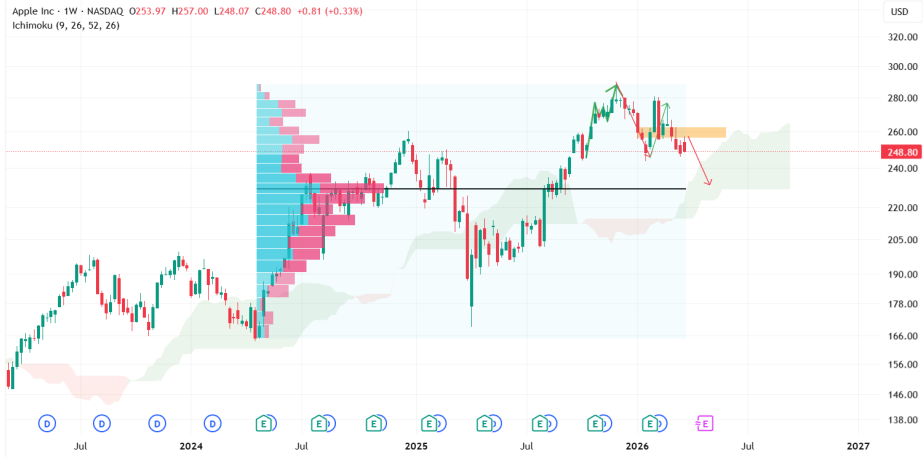 Apple Inc · 1W · NASDAQ O253.97 H257.00 L248.07 C248.80 +0.81 (+0.33%)
Ichimoku (9, 26, 52, 26)
USD
320.00
300.00
280.00
260.00
248.80
240.00
220.00
205.00
190.00
178.00
166.00
156.00
146.00
138.00
D D D D E E E E E E E E E
Jul 2024 Jul 2025 Jul 2026 Jul 2027